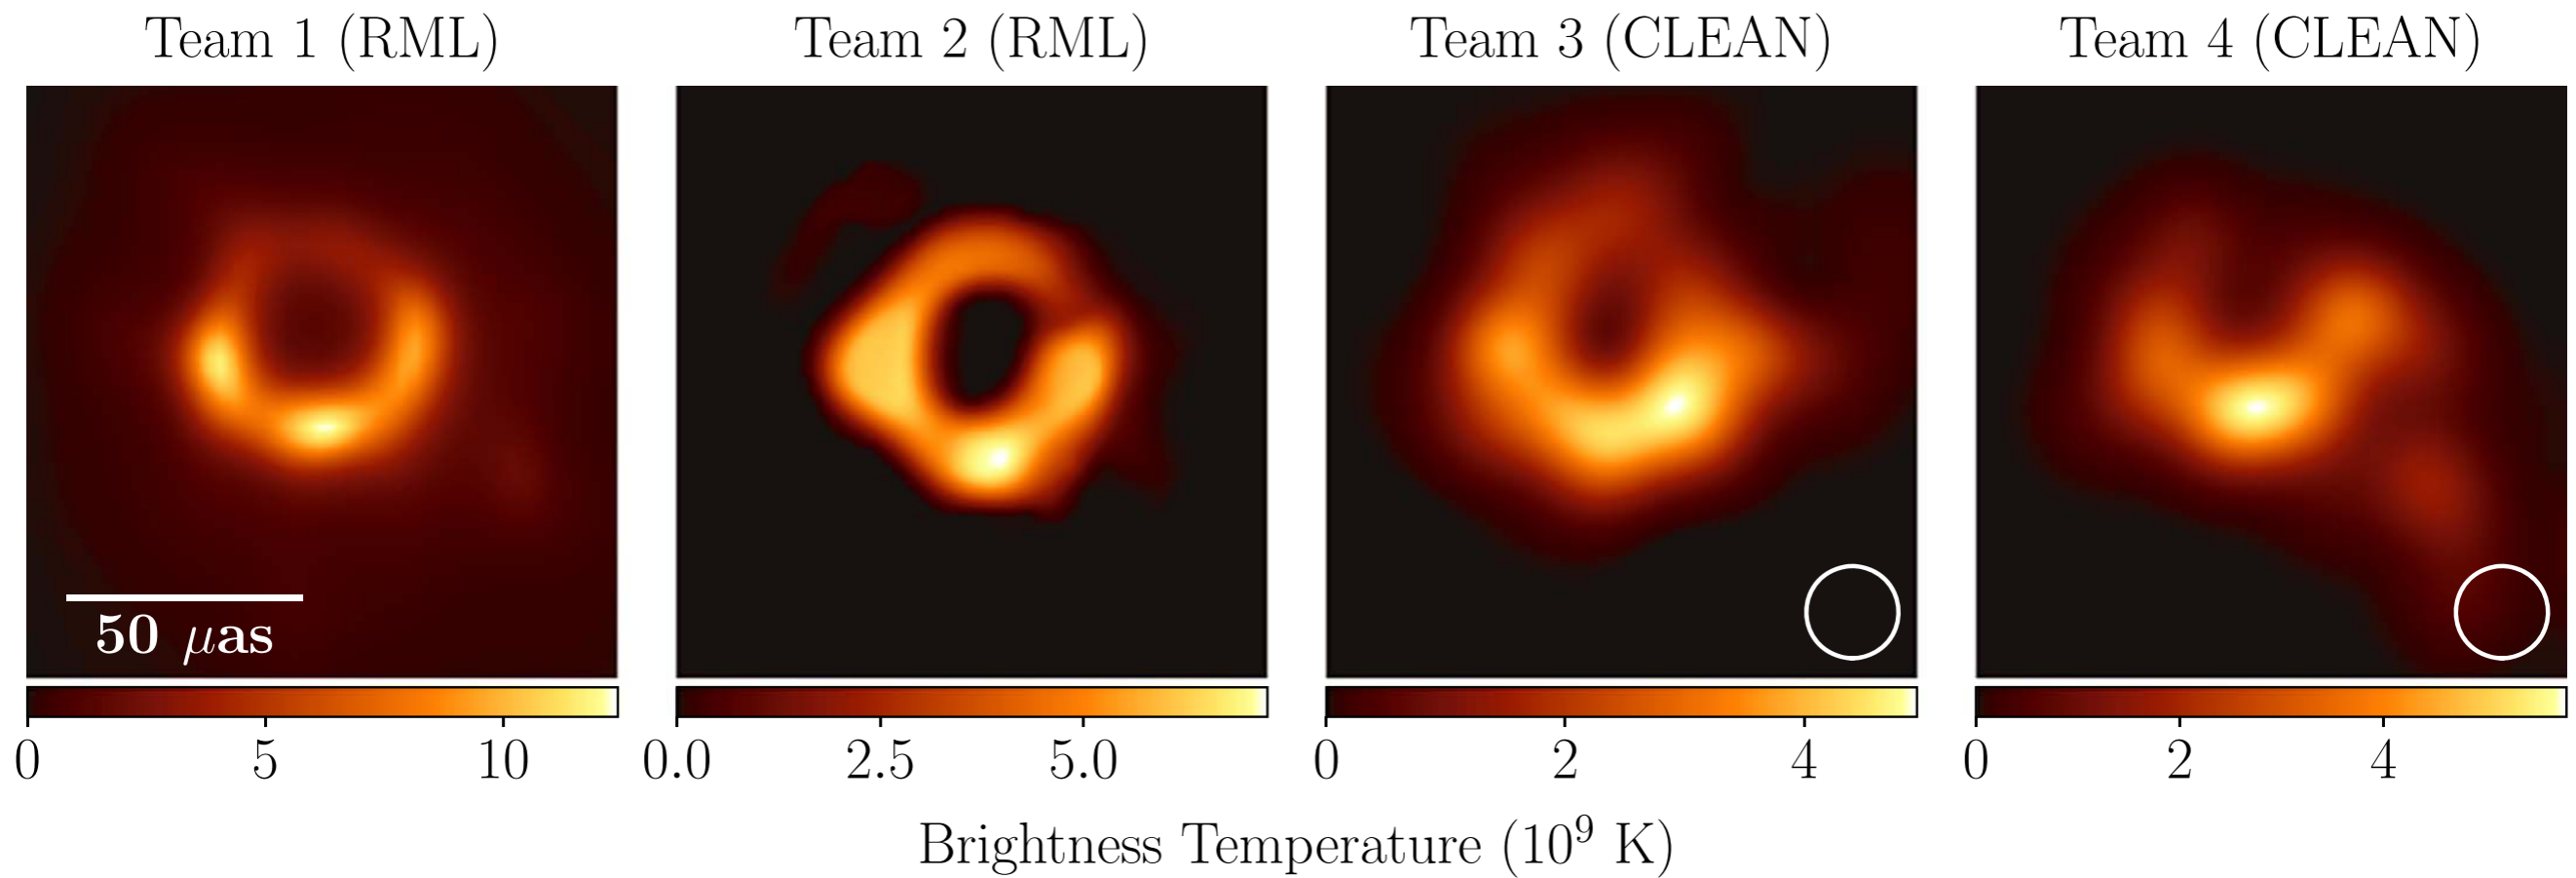 Team 1 (RML) Team 2 (RML) Team 3 (CLEAN) Team 4 (CLEAN)
50 μas
0 5 10 0.0 2.5 5.0 0 2 4 0 2 4
Brightness Temperature (10⁹ K)